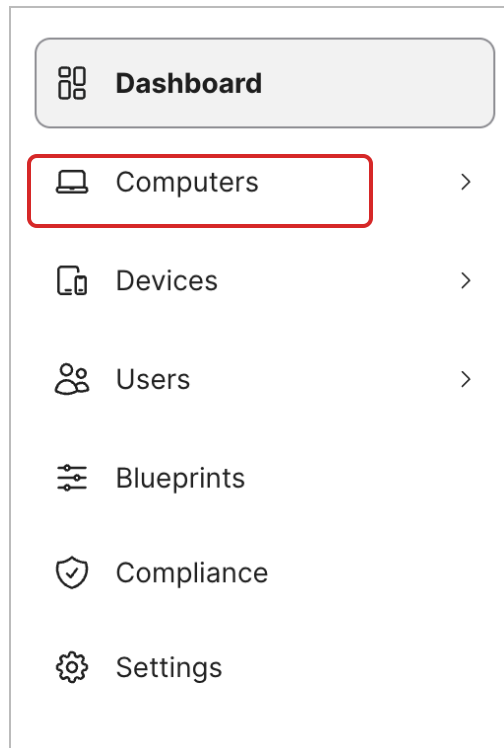 Dashboard
Computers
Devices
Users
Blueprints
Compliance
Settings